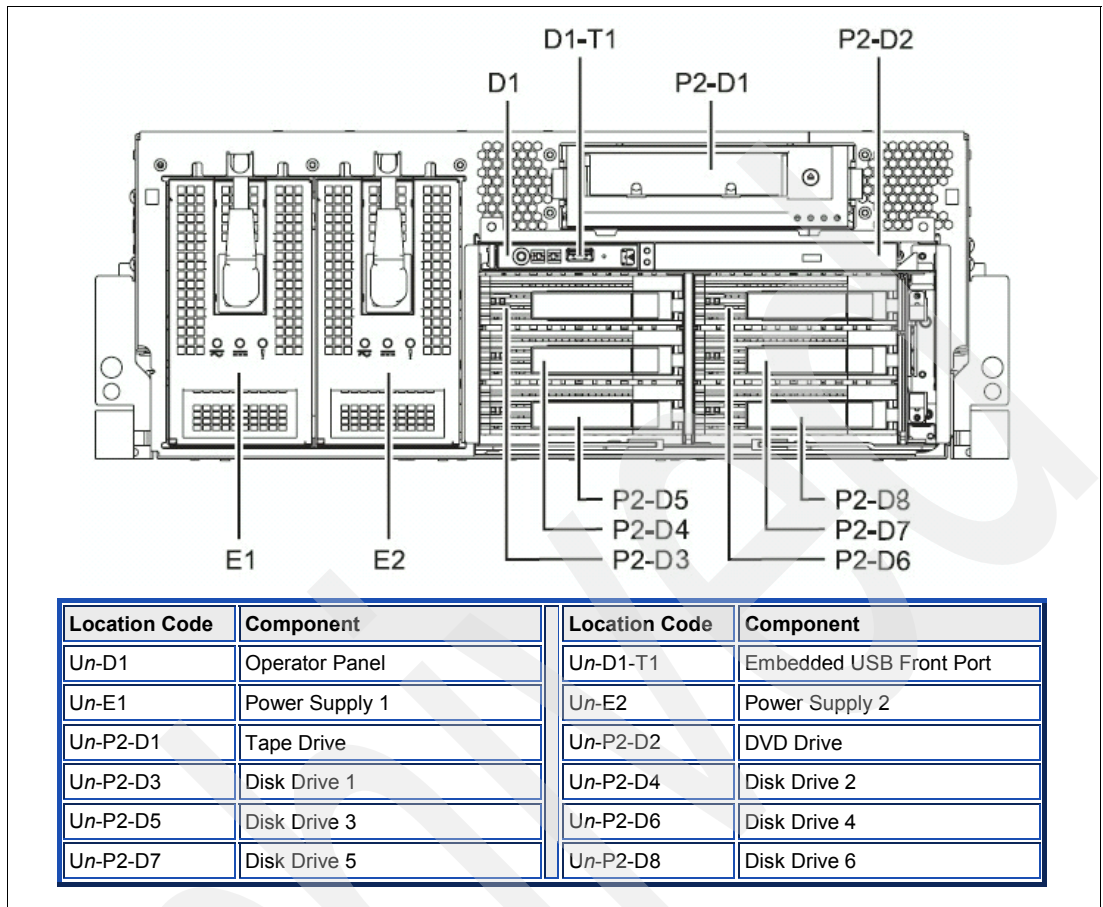 D1-T1 P2-D2
D1 P2-D1
P2-D5 P2-D8
P2-D4 P2-D7
E1 E2 P2-D3 P2-D6
Location Code Component Location Code Component
Un-D1 Operator Panel Un-D1-T1 Embedded USB Front Port
Un-E1 Power Supply 1 Un-E2 Power Supply 2
Un-P2-D1 Tape Drive Un-P2-D2 DVD Drive
Un-P2-D3 Disk Drive 1 Un-P2-D4 Disk Drive 2
Un-P2-D5 Disk Drive 3 Un-P2-D6 Disk Drive 4
Un-P2-D7 Disk Drive 5 Un-P2-D8 Disk Drive 6